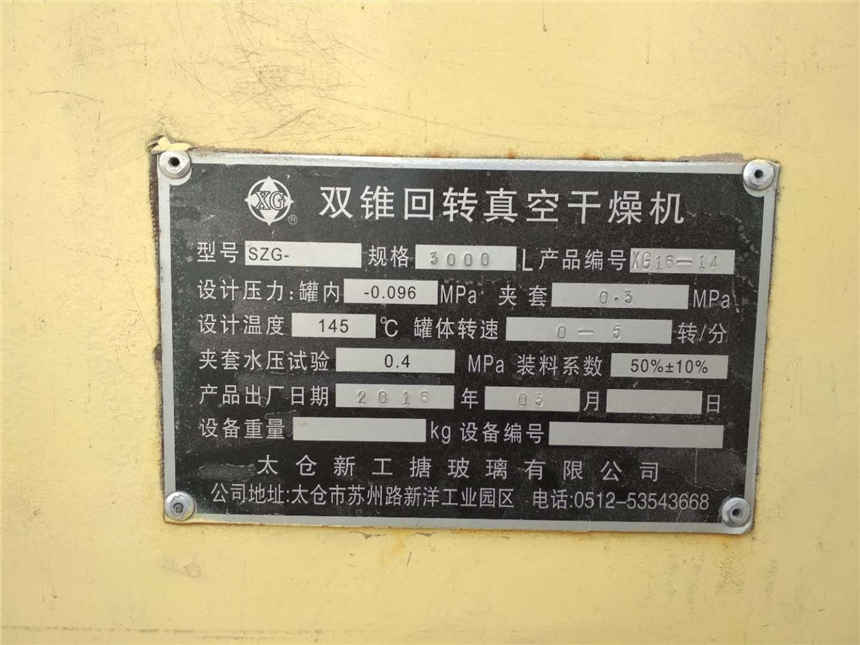 XG ® 双锥回转真空干燥机
型号 SZG- 规格 3000 L 产品编号 XG16-14
设计压力:罐内 -0.096 MPa 夹套 0.3 MPa
设计温度 145 ℃ 罐体转速 0-5 转/分
夹套水压试验 0.4 MPa 装料系数 50%±10%
产品出厂日期 2016 年 03 月 日
设备重量 kg 设备编号
太仓新工搪玻璃有限公司
公司地址:太仓市苏州路新洋工业园区 电话:0512-53543668